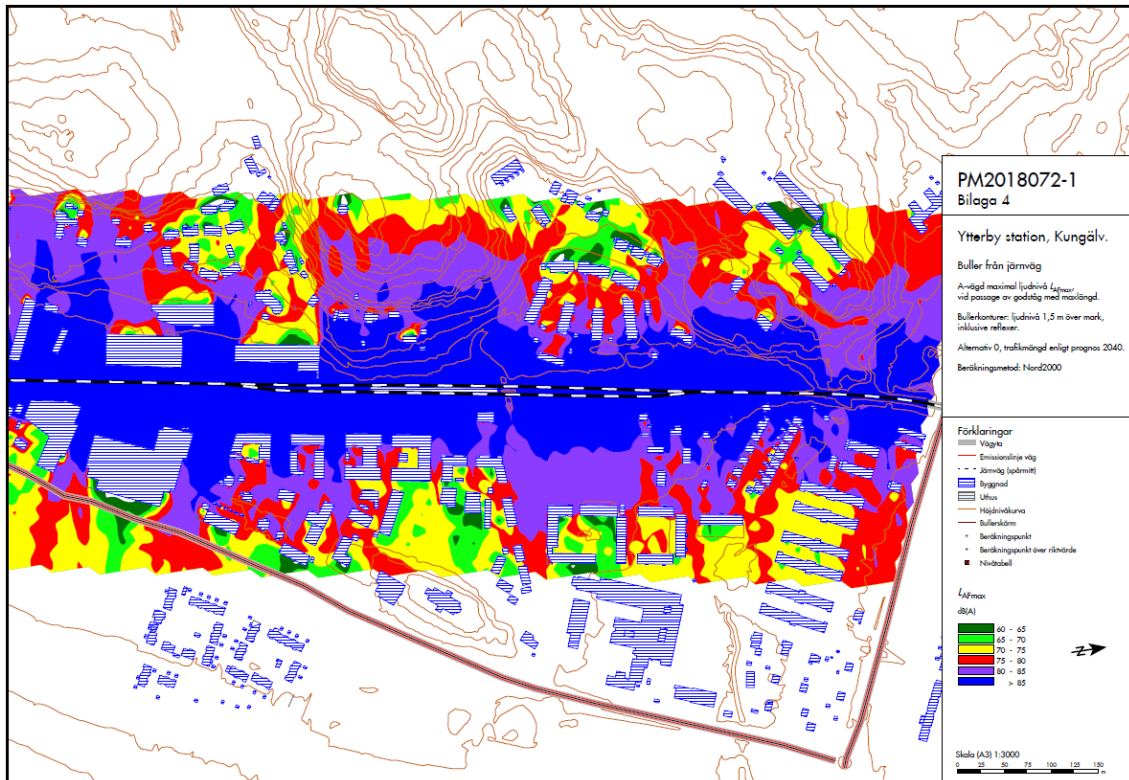 PM2018072-1
Bilaga 4
Ytterby station, Kungälv.
Buller från järnväg
A-vägd maximal ljudnivå LAFmax,
vid passage av godståg med maxlängd.
Bullerkonturer: ljudnivå 1,5 m över mark,
inklusive reflexer.
Alternativ 0, trafikmängd enligt prognos 2040.
Beräkningsmetod: Nord2000
Förklaringar
Vägyta
Emissionslinje väg
Järnväg (spårmitt)
Byggnad
Uthus
Höjdnivåkurva
Bullerskärm
Beräkningspunkt
Beräkningspunkt över riktvärde
Nivåtabell
LAFmax
dB(A)
60 - 65
65 - 70
70 - 75
75 - 80
80 - 85
> 85
Z
Skala (A3) 1:3000
0 25 50 75 100 125 150
m